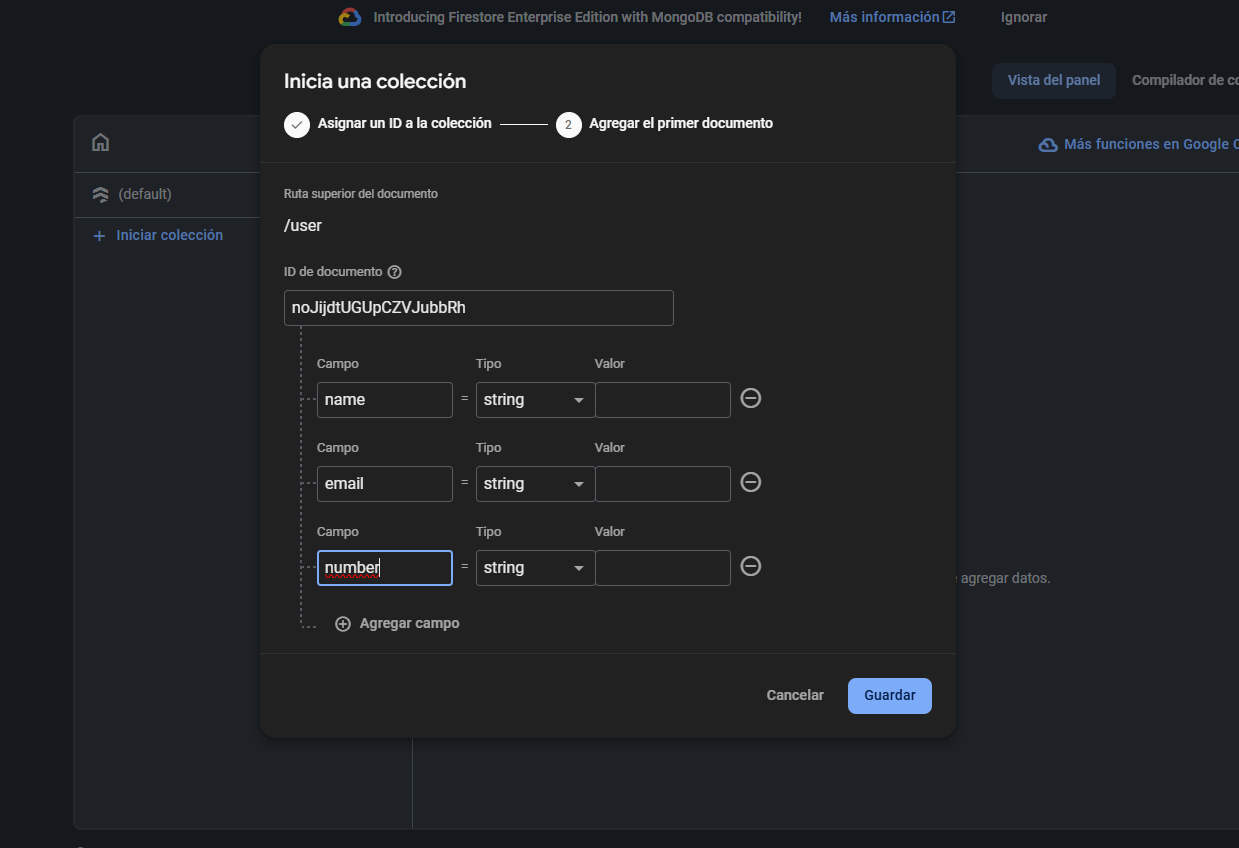 Introducing Firestore Enterprise Edition with MongoDB compatibility! Más información Ignorar
Inicia una colección
Vista del panel
Asignar un ID a la colección 2 Agregar el primer documento
Más funciones en Google
(default)
Ruta superior del documento
/user
Iniciar colección
ID de documento
noJijdtUGUpCZVJubbRh
Campo Tipo Valor
name = string
Campo Tipo Valor
email = string
Campo Tipo Valor
number = string
agregar datos.
Agregar campo
Cancelar Guardar